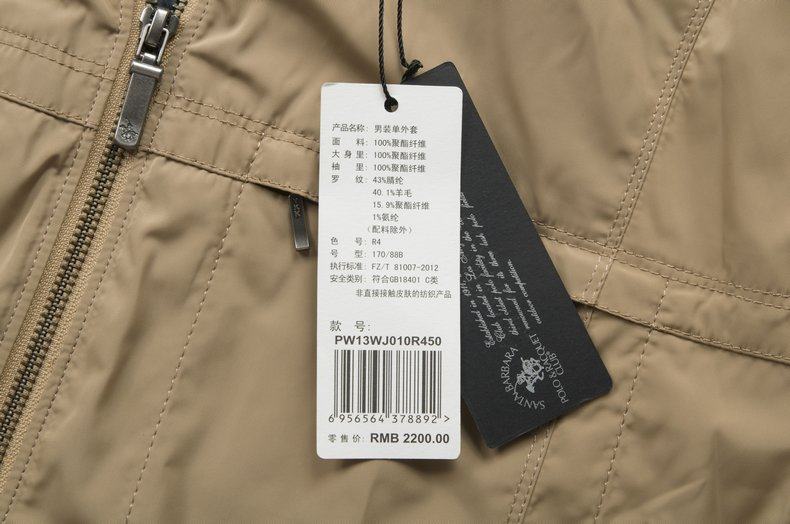 产品名称: 男装单外套
面 料: 100%聚酯纤维
大 身 里: 100%聚酯纤维
袖 里: 100%聚酯纤维
罗 纹: 43%腈纶
40.1%羊毛
15.9%聚酯纤维
1%氨纶
(配料除外)
色 号: R4
号 型: 170/88B
执行标准: FZ/T 81007-2012
安全类别: 符合GB18401 C类
非直接接触皮肤的纺织产品
款 号:
PW13WJ010R450
6 956564 378892 >
零 售 价: RMB 2200.00
SANTA BARBARA
POLO & RACQUET
CLUB